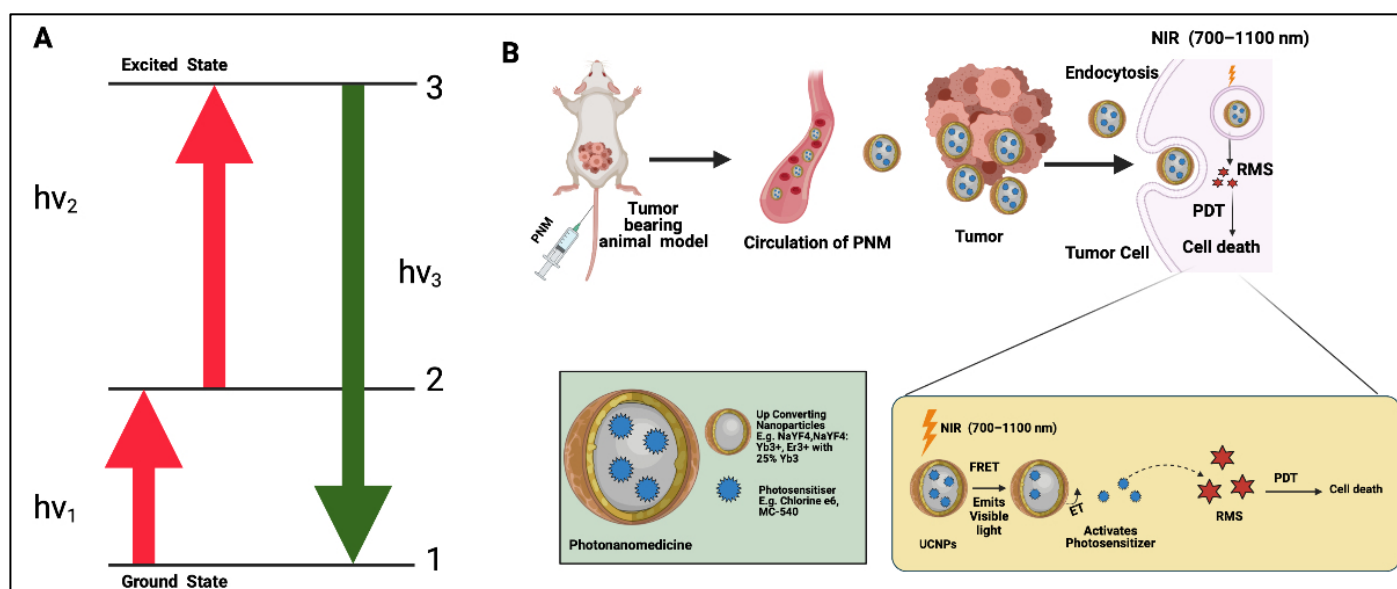 A
Excited State
3
hv₂
hv₃
2
hv₁
1
Ground State
B
NIR (700–1100 nm)
Endocytosis
PNM
Tumor
bearing
animal model
Circulation of PNM
Tumor
RMS
PDT
Cell death
Tumor Cell
Up Converting
Nanoparticles
E.g. NaYF4,NaYF4:
Yb3+, Er3+ with
25% Yb3
Photosensitiser
E.g. Chlorine e6,
MC-540
Photonanomedicine
NIR (700–1100 nm)
FRET
Emits
Visible
light
UCNPs
ET
Activates
Photosensitizer
RMS
PDT
Cell death